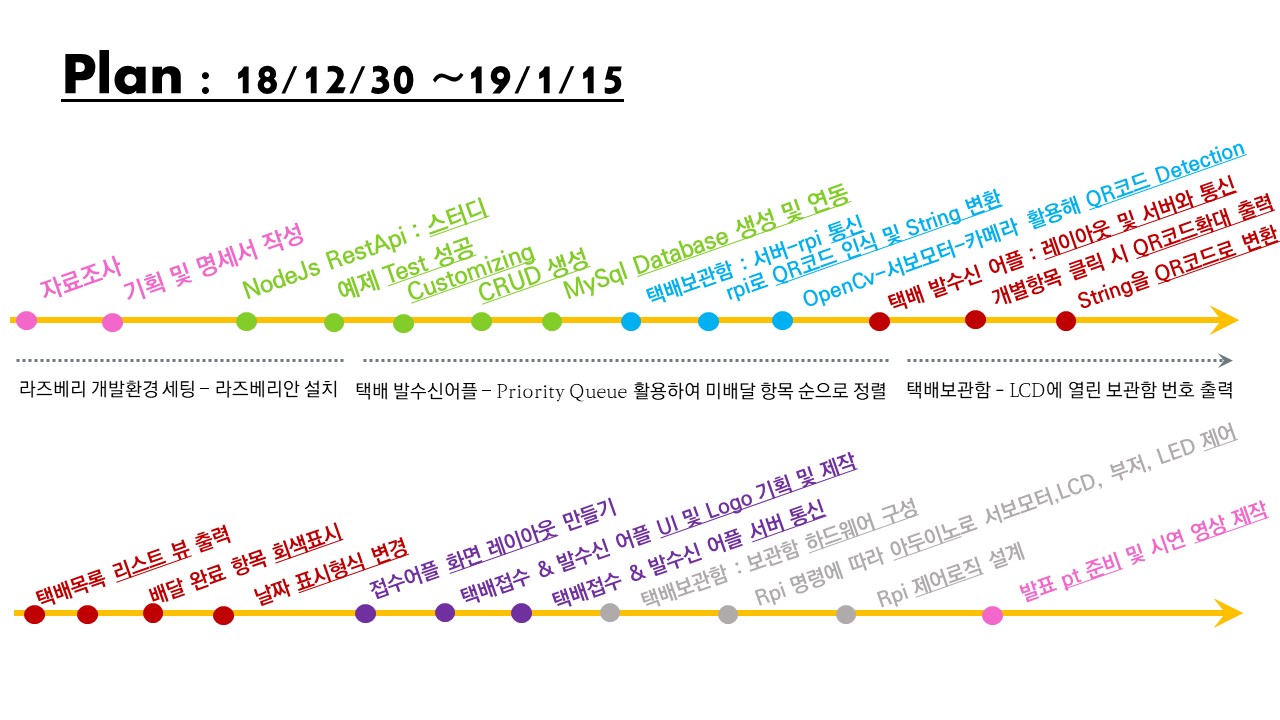 Plan : 18/12/30 ~19/1/15
자료조사
기획 및 명세서 작성
NodeJs RestApi : 스터디
예제 Test 성공
Customizing
CRUD 생성
MySql Database 생성 및 연동
택배보관함 : 서버-rpi 통신
rpi로 QR코드 인식 및 String 변환
OpenCv-서보모터-카메라 활용해 QR코드 Detection
택배 발수신 어플 : 레이아웃 및 서버와 통신
개별항목 클릭 시 QR코드확대 출력
String을 QR코드로 변환
라즈베리 개발환경 세팅 – 라즈베리안 설치
택배 발수신어플 – Priority Queue 활용하여 미배달 항목 순으로 정렬
택배보관함 - LCD에 열린 보관함 번호 출력
택배목록 리스트 뷰 출력
배달 완료 항목 회색표시
날짜 표시형식 변경
접수어플 화면 레이아웃 만들기
택배접수 & 발수신 어플 UI 및 Logo 기획 및 제작
택배접수 & 발수신 어플 서버 통신
택배보관함 : 보관함 하드웨어 구성
Rpi 명령에 따라 아두이노로 서보모터,LCD, 부저, LED 제어
Rpi 제어로직 설계
발표 pt 준비 및 시연 영상 제작